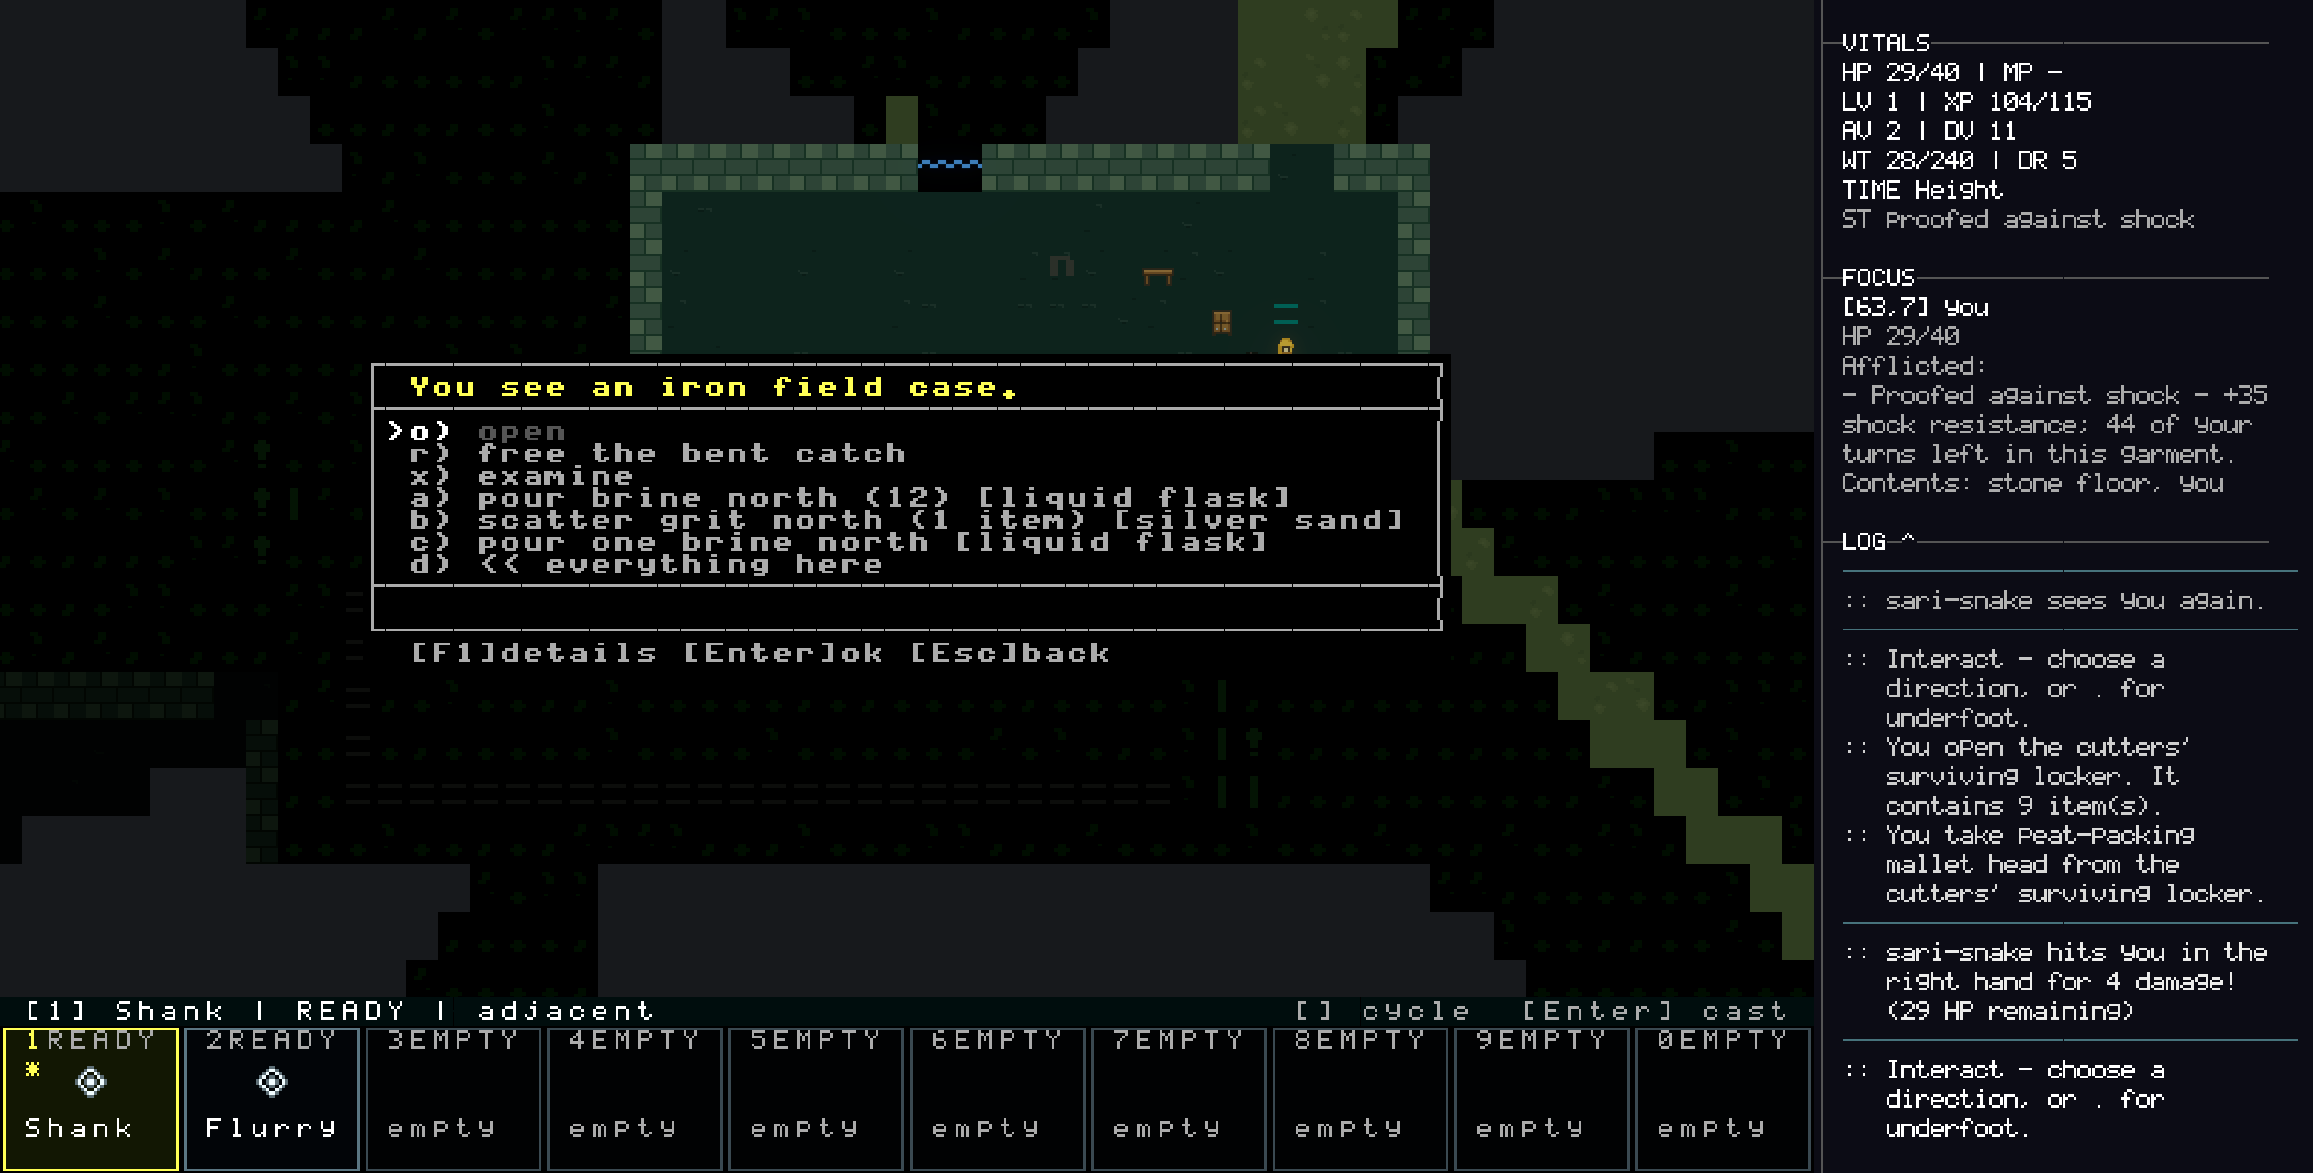 You see an iron field case.
>o) open
r) free the bent catch
x) examine
a) pour brine north (12) [liquid flask]
b) scatter grit north (1 item) [silver sand]
c) pour one brine north [liquid flask]
d) << everything here
[F1]details [Enter]ok [Esc]back
[1] Shank | READY | adjacent
[] cycle [Enter] cast
1READY 2READY 3EMPTY 4EMPTY 5EMPTY 6EMPTY 7EMPTY 8EMPTY 9EMPTY 0EMPTY
*
Shank Flurry empty empty empty empty empty empty empty empty
VITALS
HP 29/40 | MP -
LV 1 | XP 104/115
AV 2 | DV 11
WT 28/240 | DR 5
TIME Height
ST Proofed against shock
FOCUS
[63,7] You
HP 29/40
Afflicted:
- Proofed against shock - +35
shock resistance; 44 of your
turns left in this garment.
Contents: stone floor, you
LOG ^
:: sari-snake sees you again.
:: Interact - choose a
direction, or . for
underfoot.
:: You open the cutters'
surviving locker. It
contains 9 item(s).
:: You take peat-packing
mallet head from the
cutters' surviving locker.
:: sari-snake hits you in the
right hand for 4 damage!
(29 HP remaining)
:: Interact - choose a
direction, or . for
underfoot.